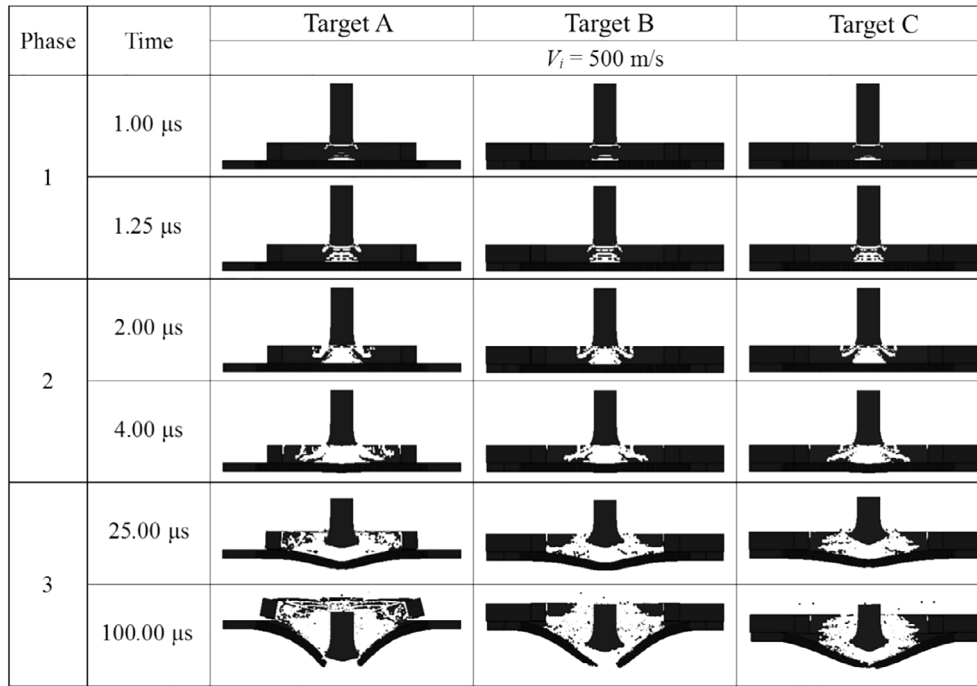 Phase Time Target A Target B Target C
V_i = 500 m/s
1 1.00 μs
1.25 μs
2 2.00 μs
4.00 μs
3 25.00 μs
100.00 μs